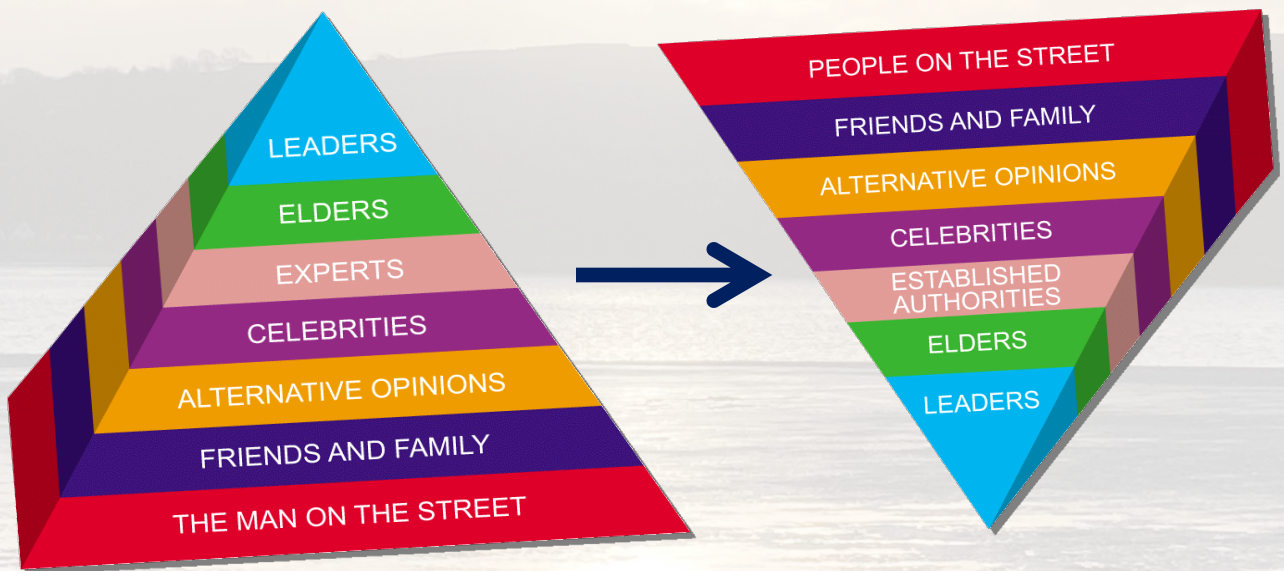 LEADERS
ELDERS
EXPERTS
CELEBRITIES
ALTERNATIVE OPINIONS
FRIENDS AND FAMILY
THE MAN ON THE STREET
PEOPLE ON THE STREET
FRIENDS AND FAMILY
ALTERNATIVE OPINIONS
CELEBRITIES
ESTABLISHED
AUTHORITIES
ELDERS
LEADERS